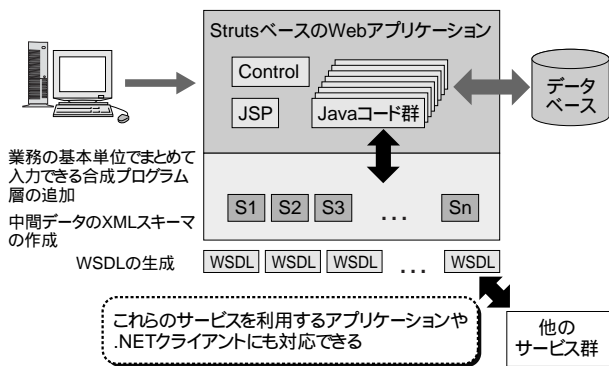 StrutsベースのWebアプリケーション
Control
JSP
Javaコード群
データ
ベース
業務の基本単位でまとめて
入力できる合成プログラム
層の追加
中間データのXMLスキーマ
の作成
S1 S2 S3 ... Sn
WSDLの生成
WSDL WSDL WSDL ... WSDL
これらのサービスを利用するアプリケーションや
.NETクライアントにも対応できる
他の
サービス群